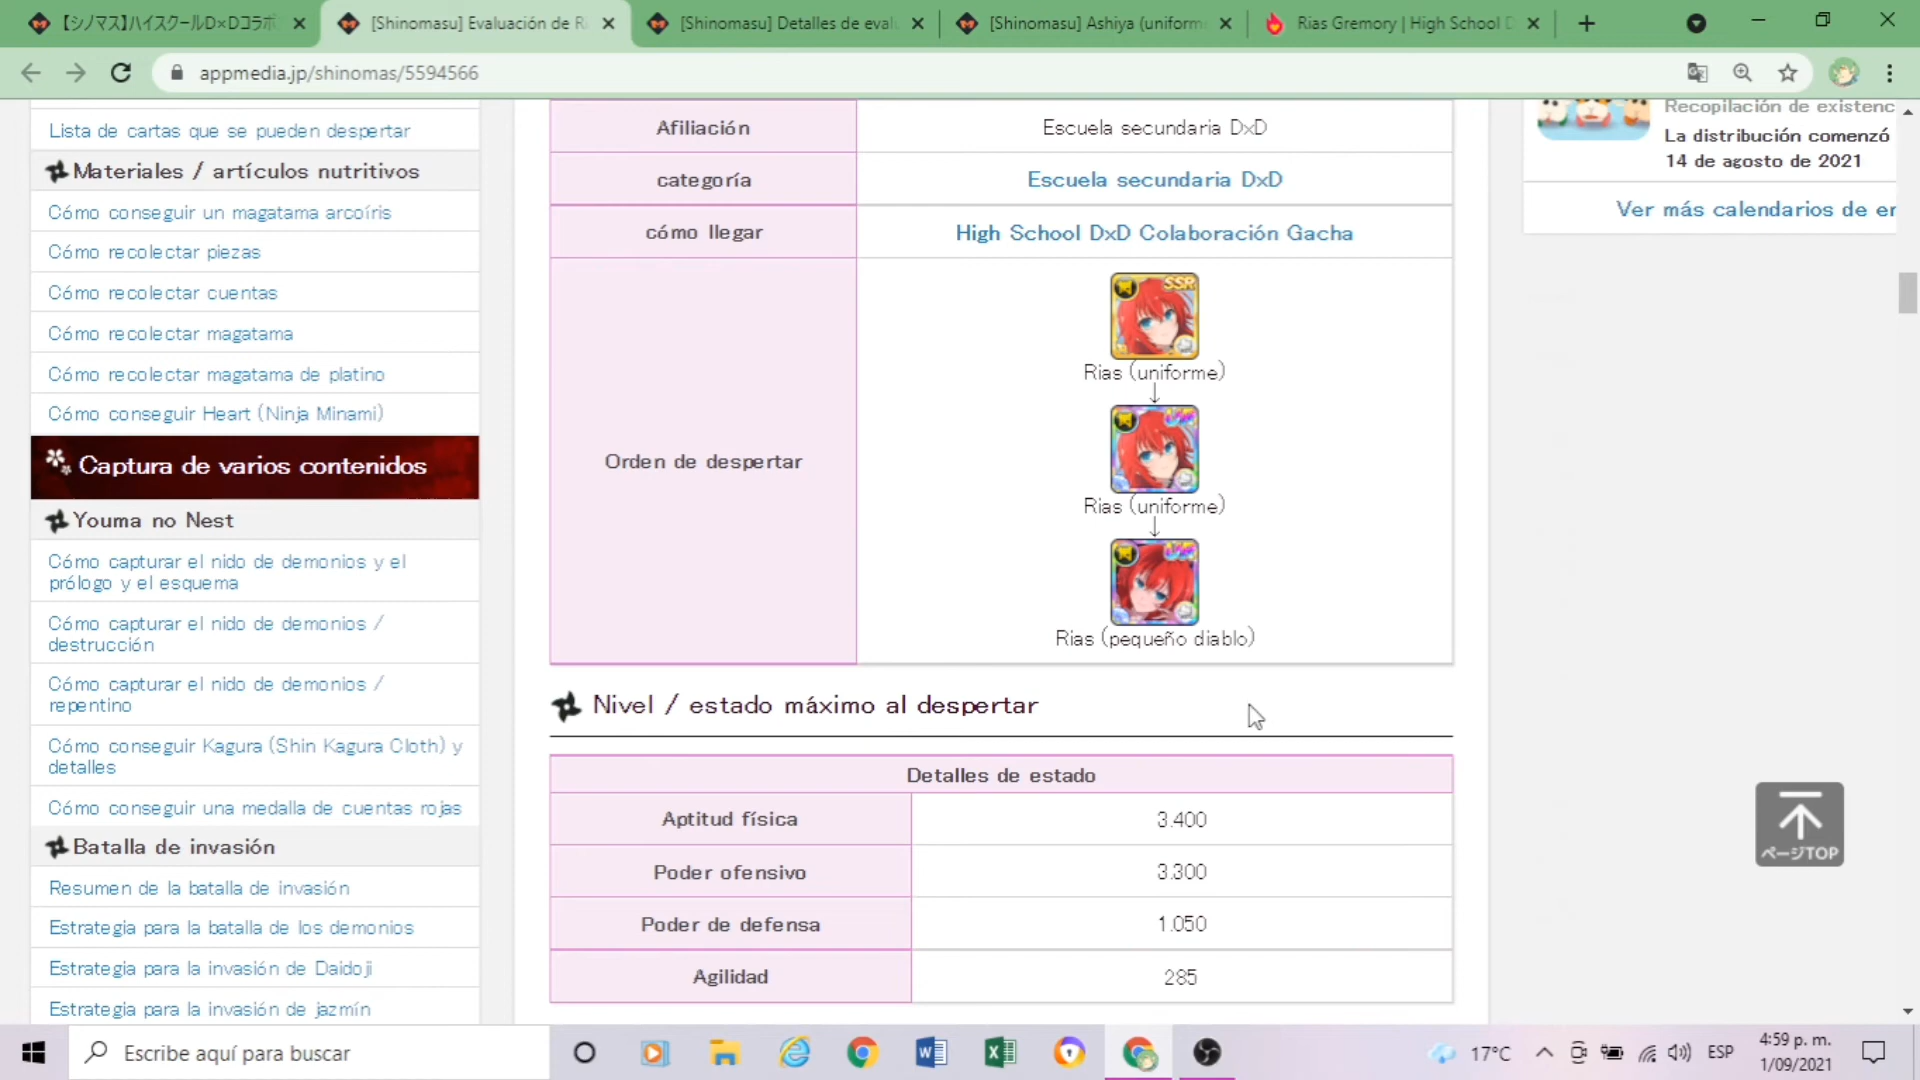 【シノマス】ハイスクールD×Dコラボ
[Shinomasu] Evaluación de Ri
[Shinomasu] Detalles de eval
[Shinomasu] Ashiya (uniform
Rias Gremory | High School D
appmedia.jp/shinomas/5594566
Lista de cartas que se pueden despertar
Materiales / artículos nutritivos
Cómo conseguir un magatama arcoíris
Cómo recolectar piezas
Cómo recolectar cuentas
Cómo recolectar magatama
Cómo recolectar magatama de platino
Cómo conseguir Heart (Ninja Minami)
Captura de varios contenidos
Youma no Nest
Cómo capturar el nido de demonios y el
prólogo y el esquema
Cómo capturar el nido de demonios /
destrucción
Cómo capturar el nido de demonios /
repentino
Cómo conseguir Kagura (Shin Kagura Cloth) y
detalles
Cómo conseguir una medalla de cuentas rojas
Batalla de invasión
Resumen de la batalla de invasión
Estrategia para la batalla de los demonios
Estrategia para la invasión de Daidoji
Estrategia para la invasión de jazmín
Afiliación
Escuela secundaria DxD
categoría
Escuela secundaria DxD
cómo llegar
High School DxD Colaboración Gacha
Orden de despertar
SSR
Rias (uniforme)
↓
Rias (uniforme)
↓
Rias (pequeño diablo)
Nivel / estado máximo al despertar
Detalles de estado
Aptitud física
3.400
Poder ofensivo
3.300
Poder de defensa
1.050
Agilidad
285
Recopilación de existenc
La distribución comenzó
14 de agosto de 2021
Ver más calendarios de er
ページTOP
Escribe aquí para buscar
17°C
ESP
4:59 p. m.
1/09/2021